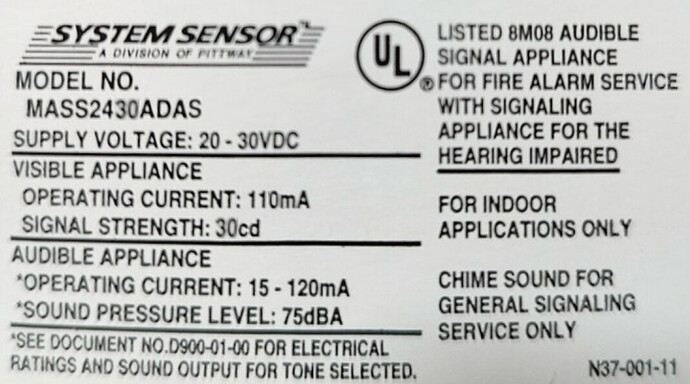 SYSTEM SENSOR™
A DIVISION OF PITTWAY
MODEL NO.
MASS2430ADAS
SUPPLY VOLTAGE: 20 - 30VDC
VISIBLE APPLIANCE
OPERATING CURRENT: 110mA
SIGNAL STRENGTH: 30cd
AUDIBLE APPLIANCE
*OPERATING CURRENT: 15 - 120mA
*SOUND PRESSURE LEVEL: 75dBA
*SEE DOCUMENT NO.D900-01-00 FOR ELECTRICAL
RATINGS AND SOUND OUTPUT FOR TONE SELECTED.
UL®
LISTED 8M08 AUDIBLE
SIGNAL APPLIANCE
FOR FIRE ALARM SERVICE
WITH SIGNALING
APPLIANCE FOR THE
HEARING IMPAIRED
FOR INDOOR
APPLICATIONS ONLY
CHIME SOUND FOR
GENERAL SIGNALING
SERVICE ONLY
N37-001-11